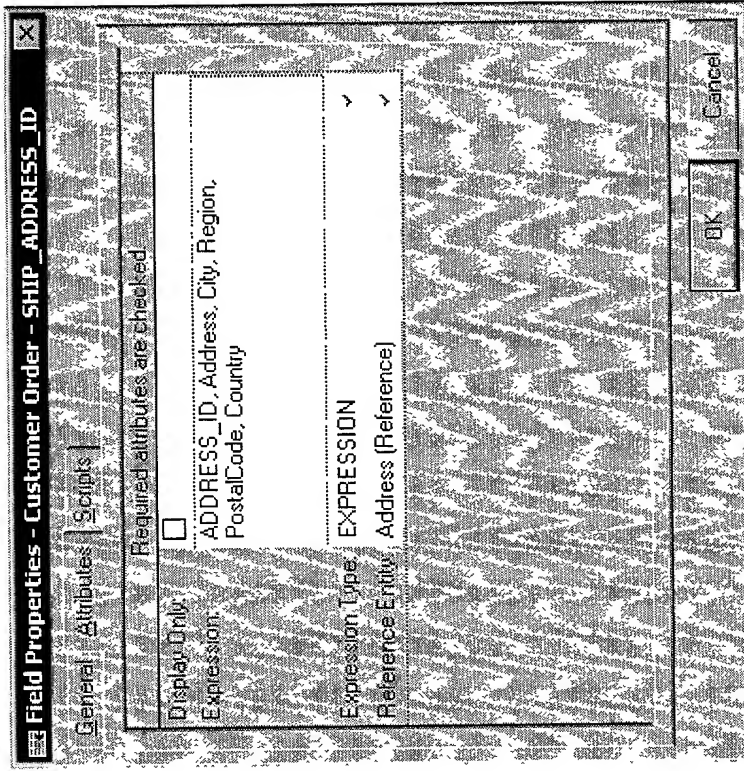 Field Properties - Customer Order - SHIP_ADDRESS_ID
General Attributes Scripts
Required attributes are checked.
Display Only:
Expression: ADDRESS_ID, Address, City, Region,
PostalCode, Country
Expression Type: EXPRESSION
Reference Entity: Address (Reference)
OK Cancel